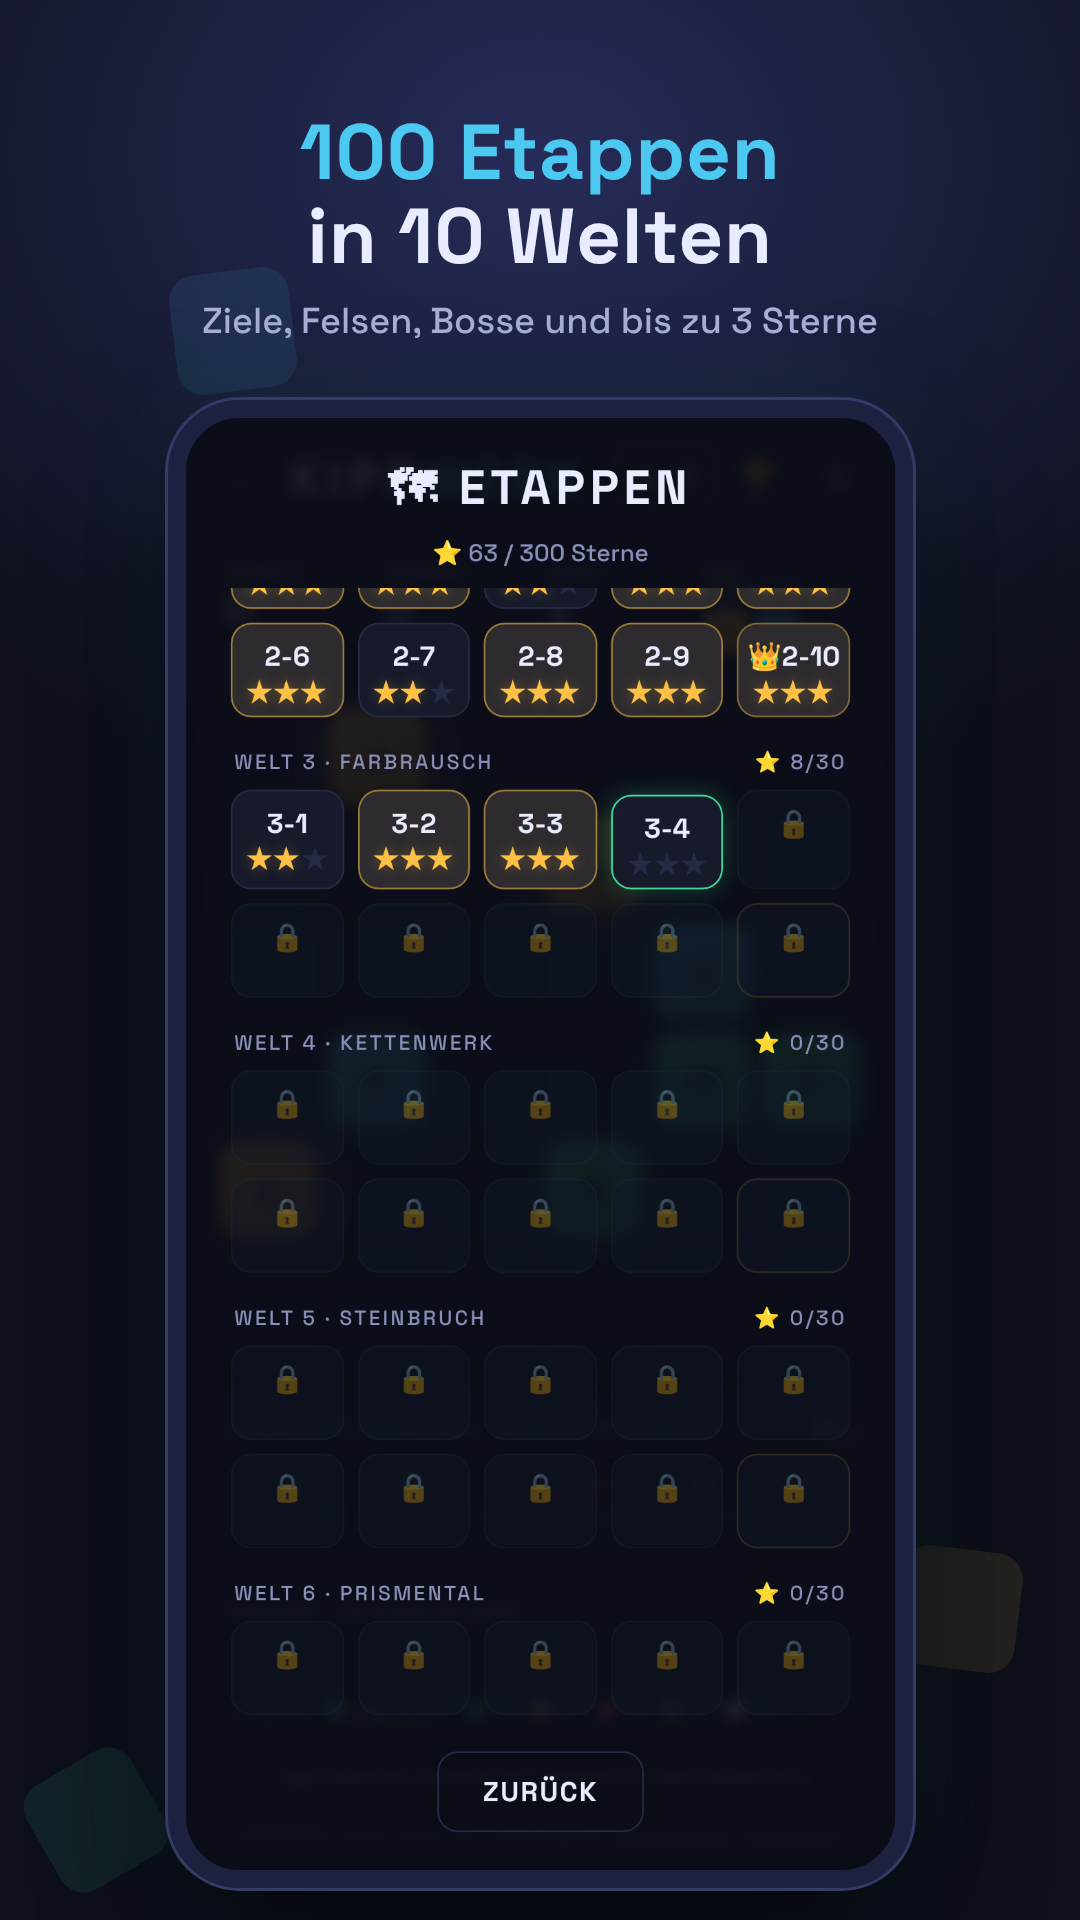 100 Etappen
in 10 Welten
Ziele, Felsen, Bosse und bis zu 3 Sterne
ETAPPEN
63 / 300 Sterne
2-6 2-7 2-8 2-9 2-10
WELT 3 · FARBRAUSCH 8/30
3-1 3-2 3-3 3-4
WELT 4 · KETTENWERK 0/30
WELT 5 · STEINBRUCH 0/30
WELT 6 · PRISMENTAL 0/30
ZURÜCK